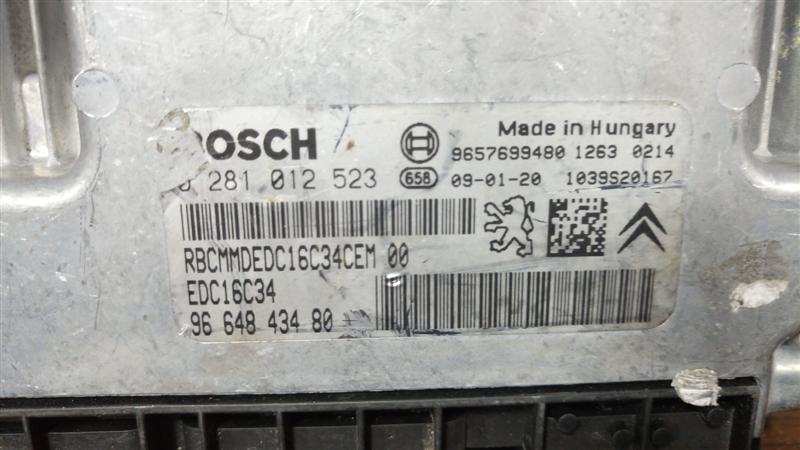 BOSCH
Made in Hungary
9657699480 1263 0214
0 281 012 523
658
09-01-20 1039S20167
RBCMMDEDC16C34CEM 00
EDC16C34
96 648 434 80